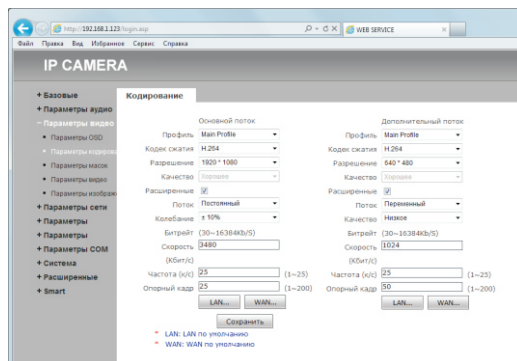 http://192.168.1.123/login.asp
WEB SERVICE
Файл Правка Вид Избранное Сервис Справка
IP CAMERA
+ Базовые
+ Параметры аудио
− Параметры видео
• Параметры OSD
• Параметры кодирова
• Параметры масок
• Параметры видео
• Параметры изображ
+ Параметры сети
+ Параметры
+ Параметры
+ Параметры COM
+ Система
+ Расширенные
+ Smart
Кодирование
Основной поток
Профиль Main Profile
Кодек сжатия H.264
Разрешение 1920 * 1080
Качество Хорошее
Расширенные
Поток Постоянный
Колебание ± 10%
Битрейт (30~16384Kb/S)
Скорость 3480
(Кбит/с)
Частота (к/с) 25 (1~25)
Опорный кадр 25 (1~200)
LAN... WAN...
Дополнительный поток
Профиль Main Profile
Кодек сжатия H.264
Разрешение 640 * 480
Качество Хорошее
Расширенные
Поток Переменный
Качество Низкое
Битрейт (30~16384Kb/S)
Скорость 1024
(Кбит/с)
Частота (к/с) 25 (1~25)
Опорный кадр 50 (1~200)
LAN... WAN...
Сохранить
* LAN: LAN по умолчанию
* WAN: WAN по умолчанию